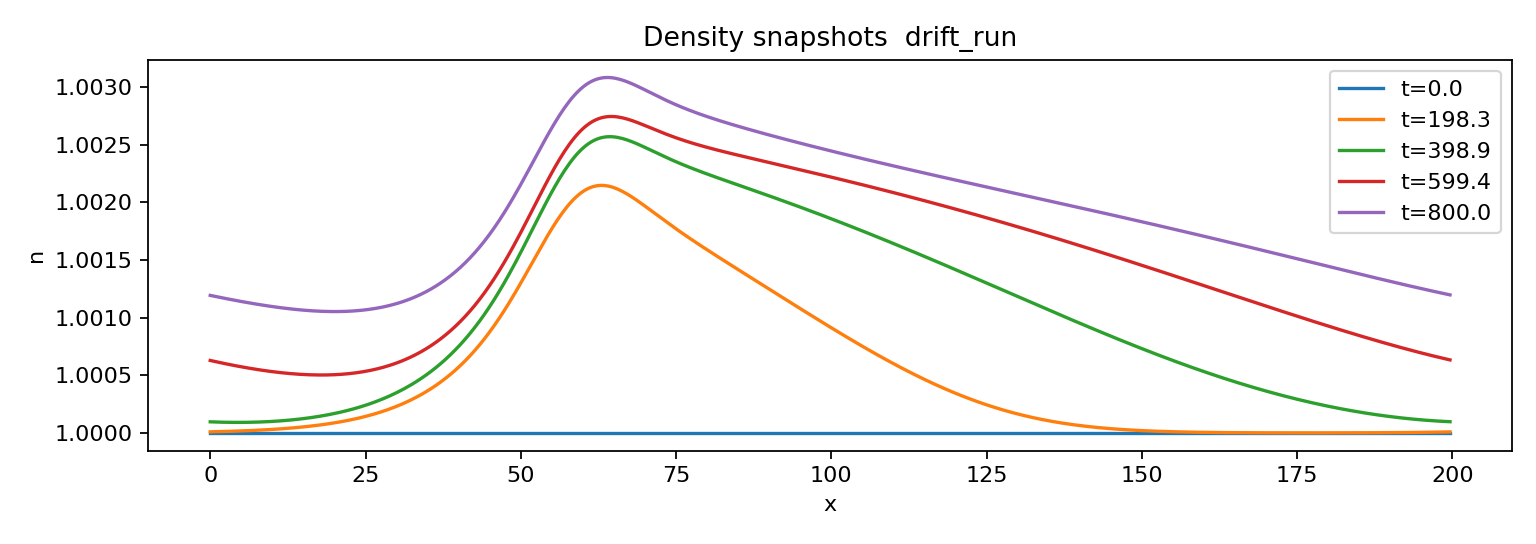 Density snapshots  drift_run
n
1.0030
1.0025
1.0020
1.0015
1.0010
1.0005
1.0000
t=0.0
t=198.3
t=398.9
t=599.4
t=800.0
0 25 50 75 100 125 150 175 200
x